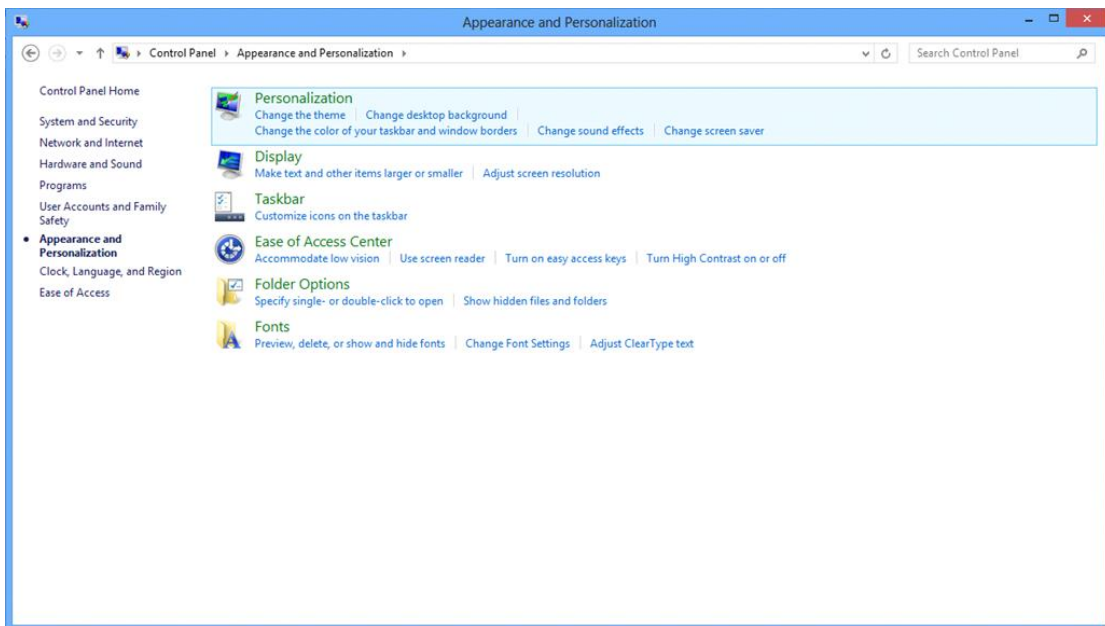 Appearance and Personalization
Control Panel Appearance and Personalization
Search Control Panel
Control Panel Home
System and Security
Network and Internet
Hardware and Sound
Programs
User Accounts and Family
Safety
Appearance and
Personalization
Clock, Language, and Region
Ease of Access
Personalization
Change the theme Change desktop background
Change the color of your taskbar and window borders Change sound effects Change screen saver
Display
Make text and other items larger or smaller Adjust screen resolution
Taskbar
Customize icons on the taskbar
Ease of Access Center
Accommodate low vision Use screen reader Turn on easy access keys Turn High Contrast on or off
Folder Options
Specify single- or double-click to open Show hidden files and folders
Fonts
Preview, delete, or show and hide fonts Change Font Settings Adjust ClearType text